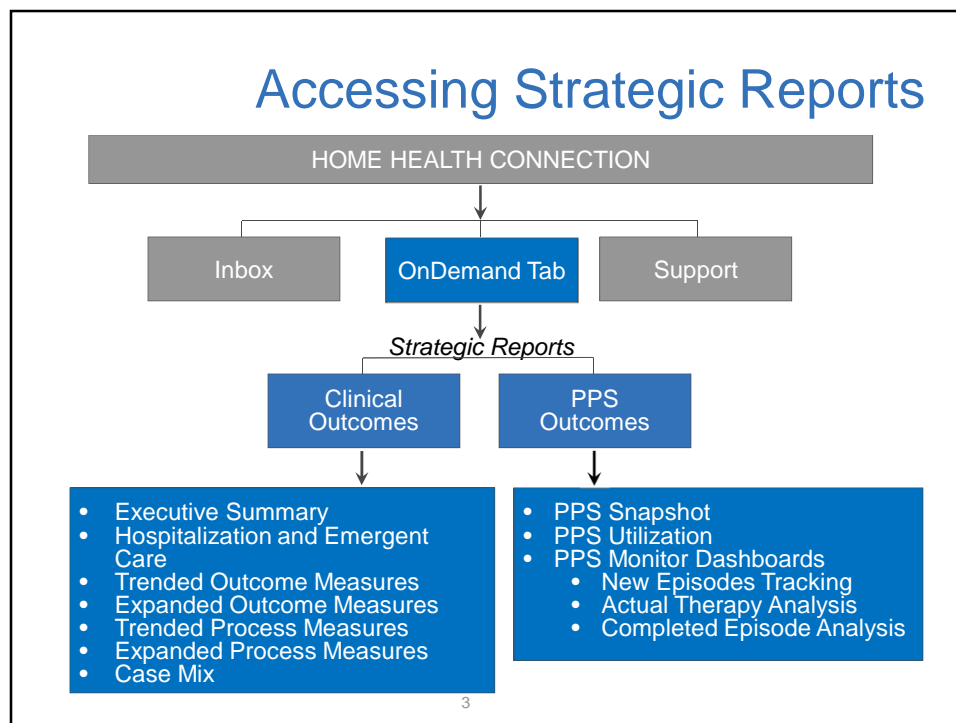 Accessing Strategic Reports
HOME HEALTH CONNECTION
Inbox
OnDemand Tab
Support
Strategic Reports
Clinical
Outcomes
PPS
Outcomes
• Executive Summary
• Hospitalization and Emergent
Care
• Trended Outcome Measures
• Expanded Outcome Measures
• Trended Process Measures
• Expanded Process Measures
• Case Mix
• PPS Snapshot
• PPS Utilization
• PPS Monitor Dashboards
• New Episodes Tracking
• Actual Therapy Analysis
• Completed Episode Analysis
3